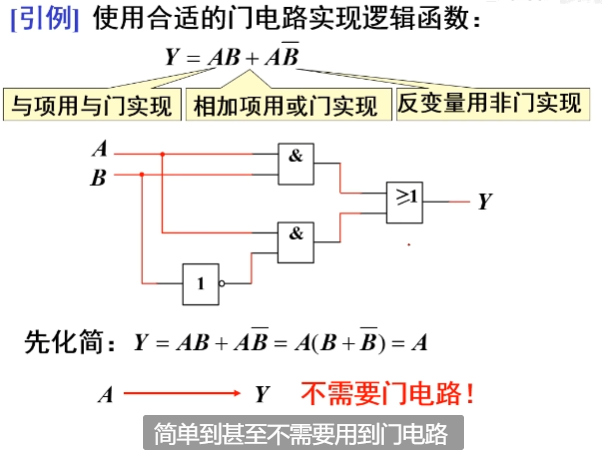 [引例] 使用合适的门电路实现逻辑函数：
Y = AB + AB̅
与项用与门实现 相加项用或门实现 反变量用非门实现
A
&
B
≥1
Y
&
1
先化简：Y = AB + AB̅ = A(B + B̅) = A
A Y 不需要门电路！
简单到甚至不需要用到门电路